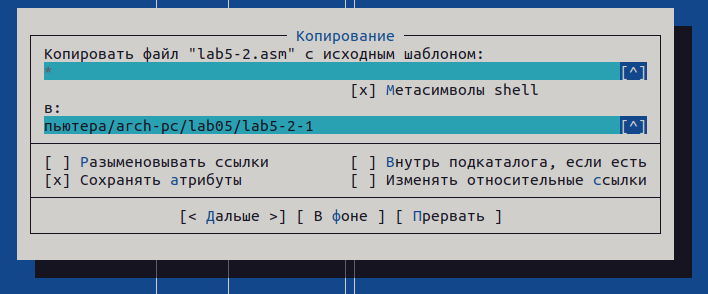 Копирование
Копировать файл "lab5-2.asm" с исходным шаблоном:
* [^]
[x] Метасимволы shell
в:
пьютера/arch-pc/lab05/lab5-2-1 [^]
[ ] Разыменовывать ссылки [ ] Внутрь подкаталога, если есть
[x] Сохранять атрибуты [ ] Изменять относительные ссылки
[< Дальше >] [ В фоне ] [ Прервать ]